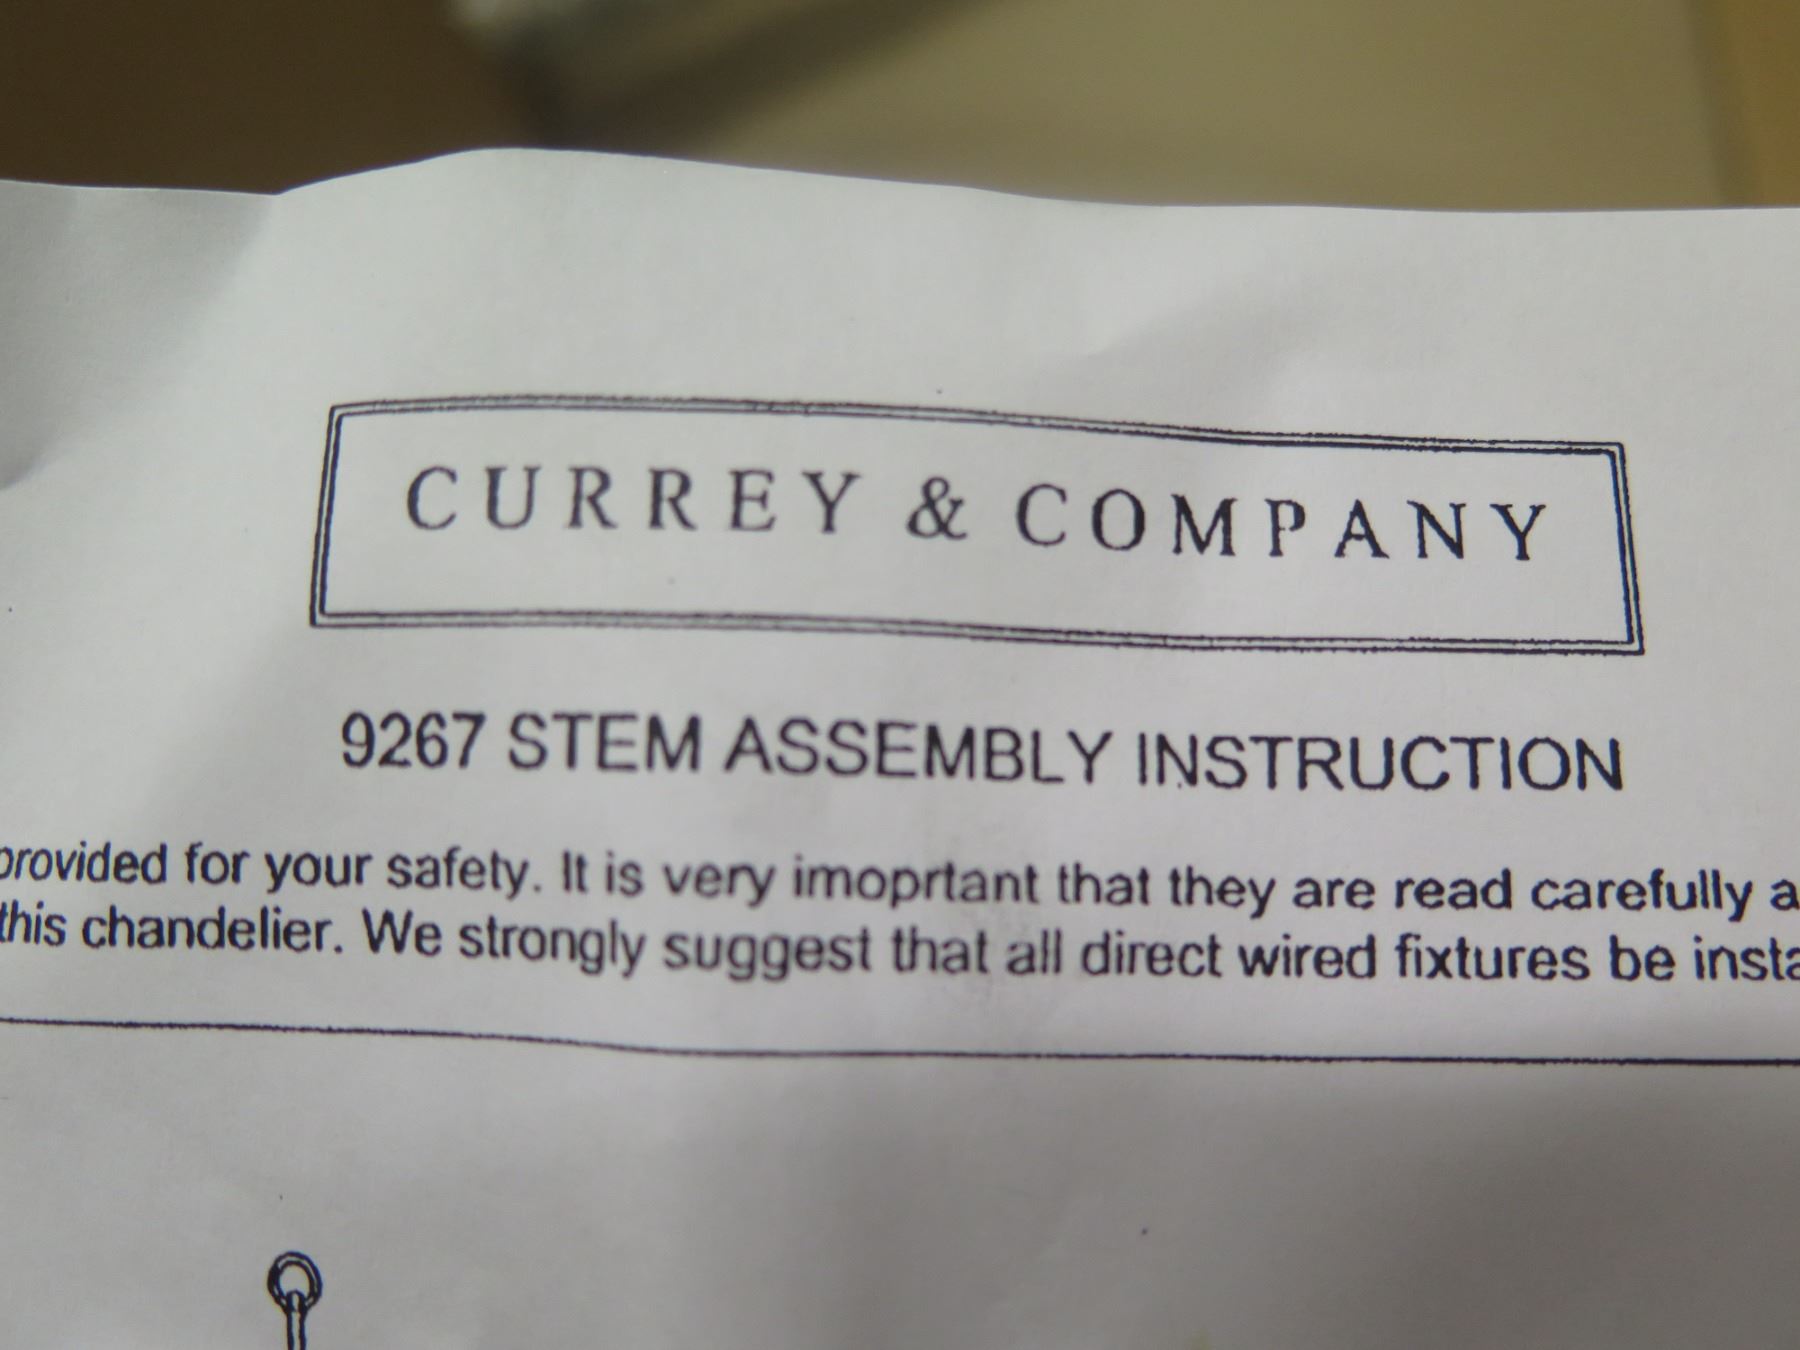 CURREY & COMPANY
9267 STEM ASSEMBLY INSTRUCTION
provided for your safety. It is very imoprtant that they are read carefully a
this chandelier. We strongly suggest that all direct wired fixtures be insta